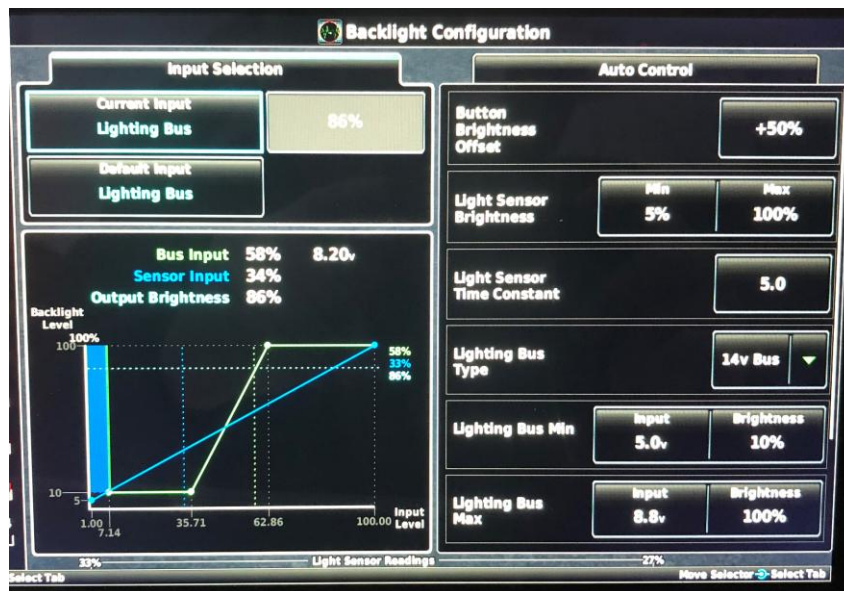 Backlight Configuration
Input Selection
Current Input
Lighting Bus
86%
Default Input
Lighting Bus
Bus Input 58% 8.20v
Sensor Input 34%
Output Brightness 86%
Backlight
Level
100%
100
58%
33%
86%
10
5
1.00
7.14
35.71
62.86
100.00
Input
Level
Auto Control
Button
Brightness
Offset
+50%
Light Sensor
Brightness
Min
5%
Max
100%
Light Sensor
Time Constant
5.0
Lighting Bus
Type
14v Bus
Lighting Bus Min
Input
5.0v
Brightness
10%
Lighting Bus
Max
Input
8.8v
Brightness
100%
33% Light Sensor Readings 27%
Select Tab
Move Selector Select Tab